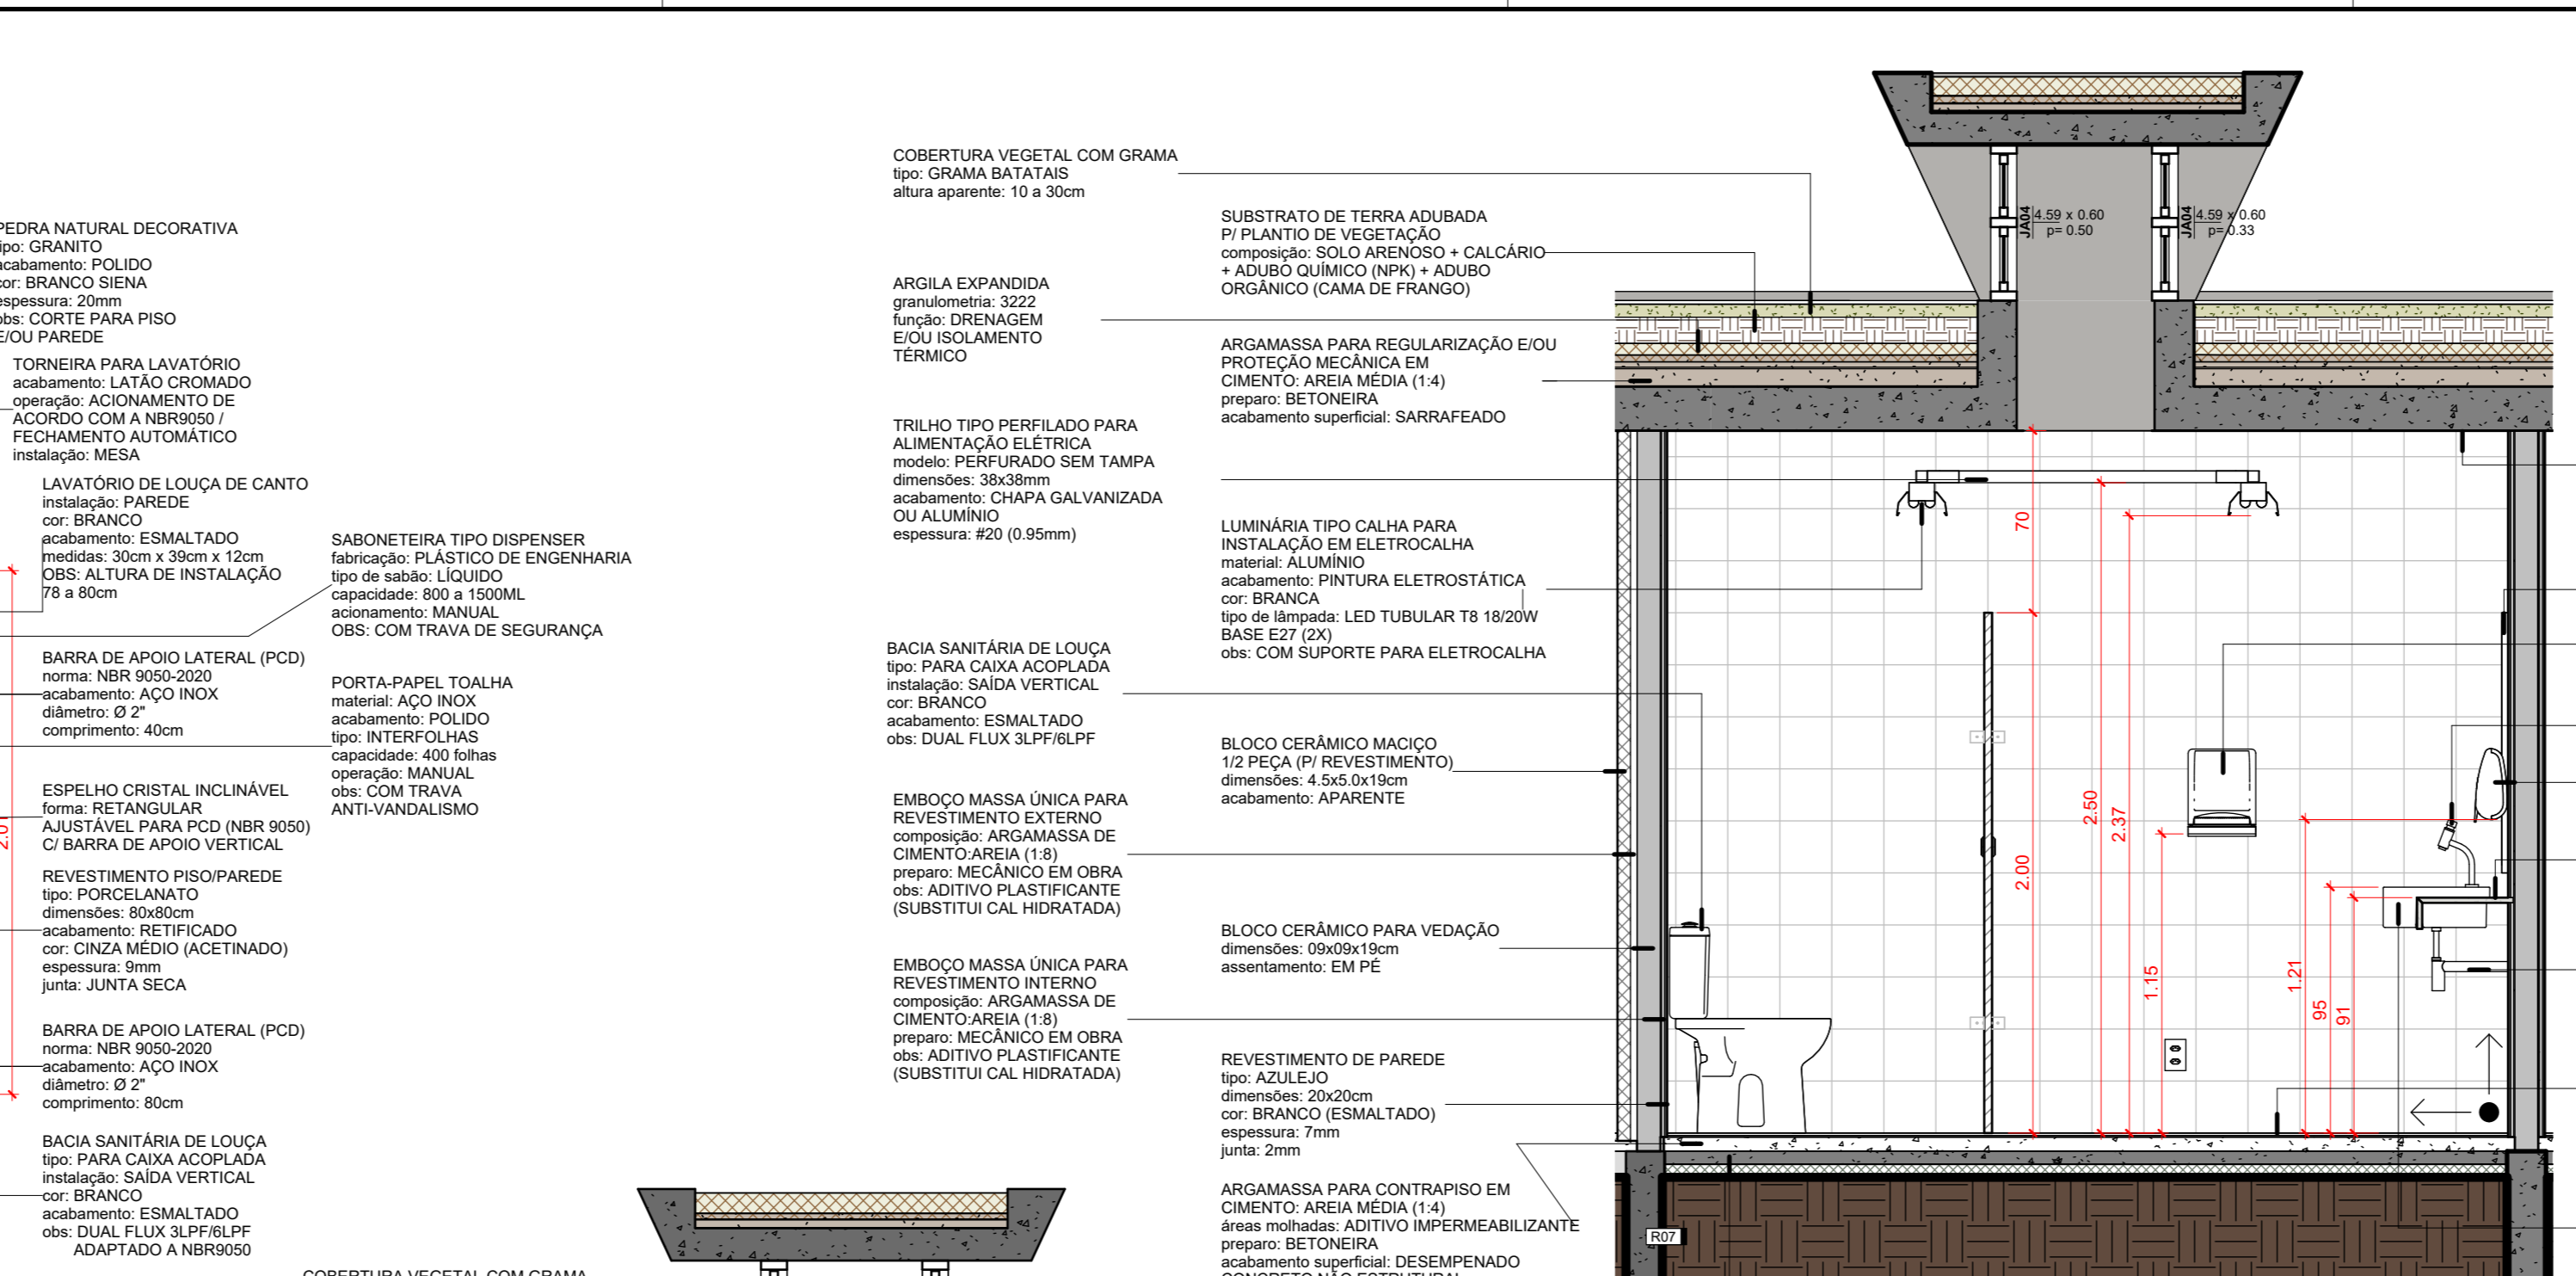 PEDRA NATURAL DECORATIVA
tipo: GRANITO
acabamento: POLIDO
cor: BRANCO SIENA
espessura: 20mm
obs: CORTE PARA PISO
E/OU PAREDE
TORNEIRA PARA LAVATÓRIO
acabamento: LATÃO CROMADO
operação: ACIONAMENTO DE
ACORDO COM A NBR9050 /
FECHAMENTO AUTOMÁTICO
instalação: MESA
LAVATÓRIO DE LOUÇA DE CANTO
instalação: PAREDE
cor: BRANCO
acabamento: ESMALTADO
medidas: 30cm x 39cm x 12cm
OBS: ALTURA DE INSTALAÇÃO
78 a 80cm
BARRA DE APOIO LATERAL (PCD)
norma: NBR 9050-2020
acabamento: AÇO INOX
diâmetro: Ø 2"
comprimento: 40cm
ESPELHO CRISTAL INCLINÁVEL
forma: RETANGULAR
AJUSTÁVEL PARA PCD (NBR 9050)
C/ BARRA DE APOIO VERTICAL
REVESTIMENTO PISO/PAREDE
tipo: PORCELANATO
dimensões: 80x80cm
acabamento: RETIFICADO
cor: CINZA MÉDIO (ACETINADO)
espessura: 9mm
junta: JUNTA SECA
BARRA DE APOIO LATERAL (PCD)
norma: NBR 9050-2020
acabamento: AÇO INOX
diâmetro: Ø 2"
comprimento: 80cm
BACIA SANITÁRIA DE LOUÇA
tipo: PARA CAIXA ACOPLADA
instalação: SAÍDA VERTICAL
cor: BRANCO
acabamento: ESMALTADO
obs: DUAL FLUX 3LPF/6LPF
ADAPTADO A NBR9050
SABONETEIRA TIPO DISPENSER
fabricação: PLÁSTICO DE ENGENHARIA
tipo de sabão: LÍQUIDO
capacidade: 800 a 1500ML
acionamento: MANUAL
OBS: COM TRAVA DE SEGURANÇA
PORTA-PAPEL TOALHA
material: AÇO INOX
acabamento: POLIDO
tipo: INTERFOLHAS
capacidade: 400 folhas
operação: MANUAL
obs: COM TRAVA
ANTI-VANDALISMO
COBERTURA VEGETAL COM GRAMA
COBERTURA VEGETAL COM GRAMA
tipo: GRAMA BATATAIS
altura aparente: 10 a 30cm
ARGILA EXPANDIDA
granulometria: 3222
função: DRENAGEM
E/OU ISOLAMENTO
TÉRMICO
TRILHO TIPO PERFILADO PARA
ALIMENTAÇÃO ELÉTRICA
modelo: PERFURADO SEM TAMPA
dimensões: 38x38mm
acabamento: CHAPA GALVANIZADA
OU ALUMÍNIO
espessura: #20 (0.95mm)
BACIA SANITÁRIA DE LOUÇA
tipo: PARA CAIXA ACOPLADA
instalação: SAÍDA VERTICAL
cor: BRANCO
acabamento: ESMALTADO
obs: DUAL FLUX 3LPF/6LPF
EMBOÇO MASSA ÚNICA PARA
REVESTIMENTO EXTERNO
composição: ARGAMASSA DE
CIMENTO:AREIA (1:8)
preparo: MECÂNICO EM OBRA
obs: ADITIVO PLASTIFICANTE
(SUBSTITUI CAL HIDRATADA)
EMBOÇO MASSA ÚNICA PARA
REVESTIMENTO INTERNO
composição: ARGAMASSA DE
CIMENTO:AREIA (1:8)
preparo: MECÂNICO EM OBRA
obs: ADITIVO PLASTIFICANTE
(SUBSTITUI CAL HIDRATADA)
SUBSTRATO DE TERRA ADUBADA
P/ PLANTIO DE VEGETAÇÃO
composição: SOLO ARENOSO + CALCÁRIO
+ ADUBO QUÍMICO (NPK) + ADUBO
ORGÂNICO (CAMA DE FRANGO)
ARGAMASSA PARA REGULARIZAÇÃO E/OU
PROTEÇÃO MECÂNICA EM
CIMENTO: AREIA MÉDIA (1:4)
preparo: BETONEIRA
acabamento superficial: SARRAFEADO
LUMINÁRIA TIPO CALHA PARA
INSTALAÇÃO EM ELETROCALHA
material: ALUMÍNIO
acabamento: PINTURA ELETROSTÁTICA
cor: BRANCA
tipo de lâmpada: LED TUBULAR T8 18/20W
BASE E27 (2X)
obs: COM SUPORTE PARA ELETROCALHA
BLOCO CERÂMICO MACIÇO
1/2 PEÇA (P/ REVESTIMENTO)
dimensões: 4.5x5.0x19cm
acabamento: APARENTE
BLOCO CERÂMICO PARA VEDAÇÃO
dimensões: 09x09x19cm
assentamento: EM PÉ
REVESTIMENTO DE PAREDE
tipo: AZULEJO
dimensões: 20x20cm
cor: BRANCO (ESMALTADO)
espessura: 7mm
junta: 2mm
ARGAMASSA PARA CONTRAPISO EM
CIMENTO: AREIA MÉDIA (1:4)
áreas molhadas: ADITIVO IMPERMEABILIZANTE
preparo: BETONEIRA
acabamento superficial: DESEMPENADO
CONCRETO NÃO ESTRUTURAL
JA04
4.59 x 0.60
p= 0.50
JA04
4.59 x 0.60
p= 0.33
70
2.50
2.37
2.00
1.15
1.21
95
91
R07